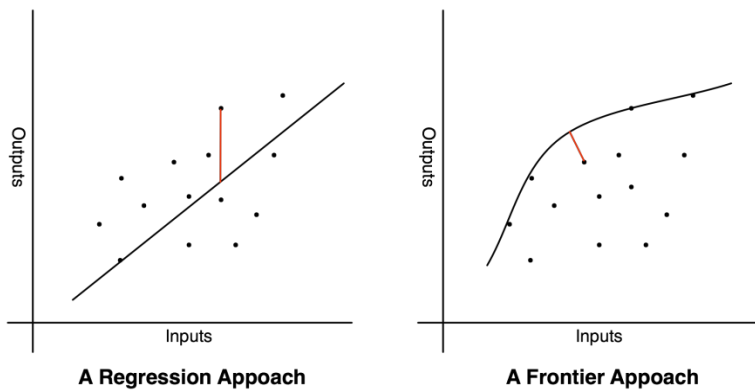 Outputs
Inputs
A Regression Appoach
Outputs
Inputs
A Frontier Appoach